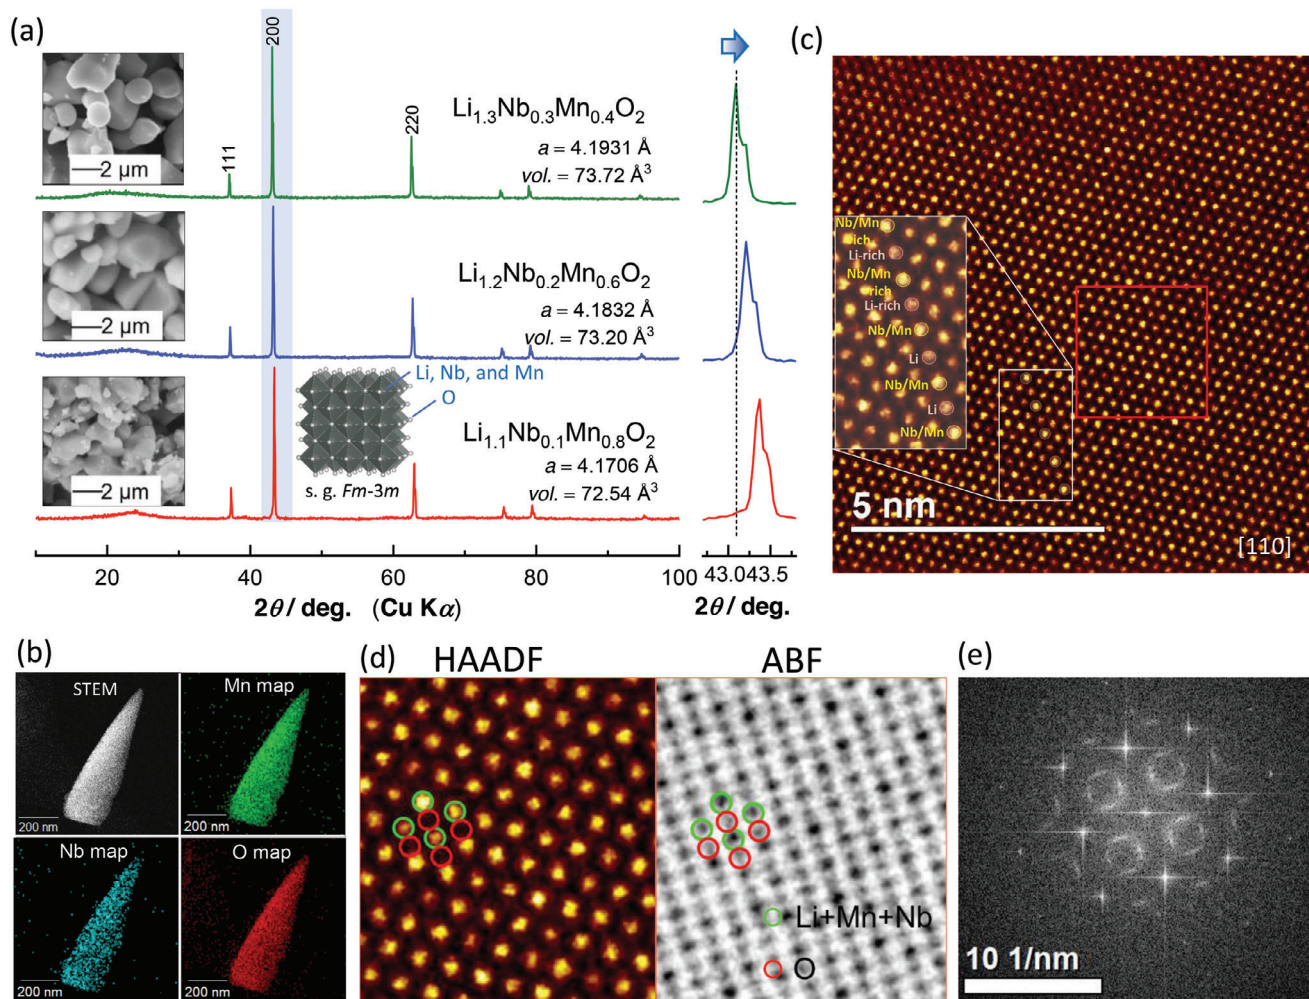 (a)
200
111
220
2 μm
Li1.3Nb0.3Mn0.4O2
a = 4.1931 Å
vol. = 73.72 Å3
2 μm
Li1.2Nb0.2Mn0.6O2
a = 4.1832 Å
vol. = 73.20 Å3
2 μm
Li, Nb, and Mn
O
s. g. Fm-3m
Li1.1Nb0.1Mn0.8O2
a = 4.1706 Å
vol. = 72.54 Å3
20 40 60 80 100
2θ / deg. (Cu Kα)
43.0 43.5
2θ / deg.
(c)
Nb/Mn
rich
Li-rich
Nb/Mn
rich
Li-rich
Nb/Mn
Li
Nb/Mn
Li
Nb/Mn
5 nm
[110]
(b)
STEM
200 nm
Mn map
200 nm
Nb map
200 nm
O map
200 nm
(d)
HAADF
ABF
Li+Mn+Nb
O
(e)
10 1/nm